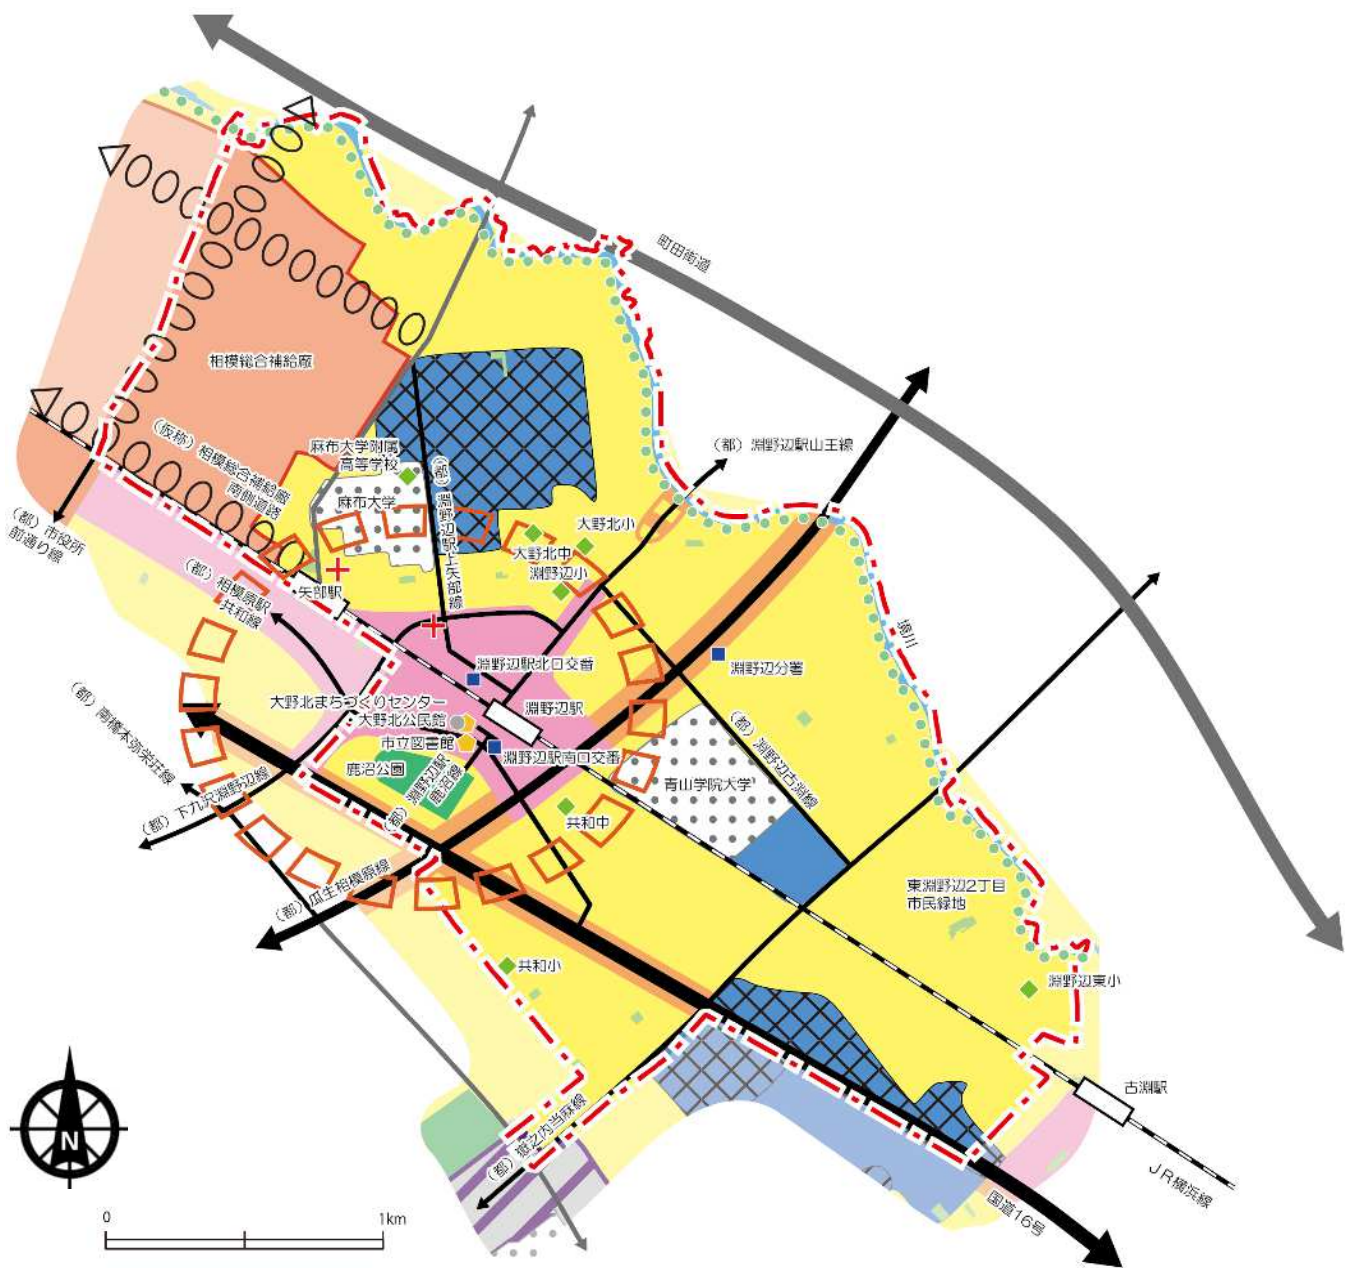 町田街道
相模総合補給廠
(仮称)相模総合補給廠
南側道路
麻布大学附属
高等学校
麻布大学
(都)淵野辺駅上矢部線
(都)淵野辺駅山王線
大野北小
大野北中
淵野辺小
(都)市役所
前通り線
(都)相模原駅
共和線
矢部駅
境川
淵野辺駅北口交番
淵野辺分署
大野北まちづくりセンター
大野北公民館
市立図書館
淵野辺駅
淵野辺駅南口交番
(都)南橋本弥栄荘線
(都)淵野辺古淵線
鹿沼公園
(都)淵野辺駅
鹿沼線
青山学院大学
(都)下九沢淵野辺線
共和中
(都)瓜生相模原線
東淵野辺2丁目
市民緑地
共和小
淵野辺東小
古淵駅
(都)嶽之内当麻線
JR横浜線
国道16号
N
0
1km